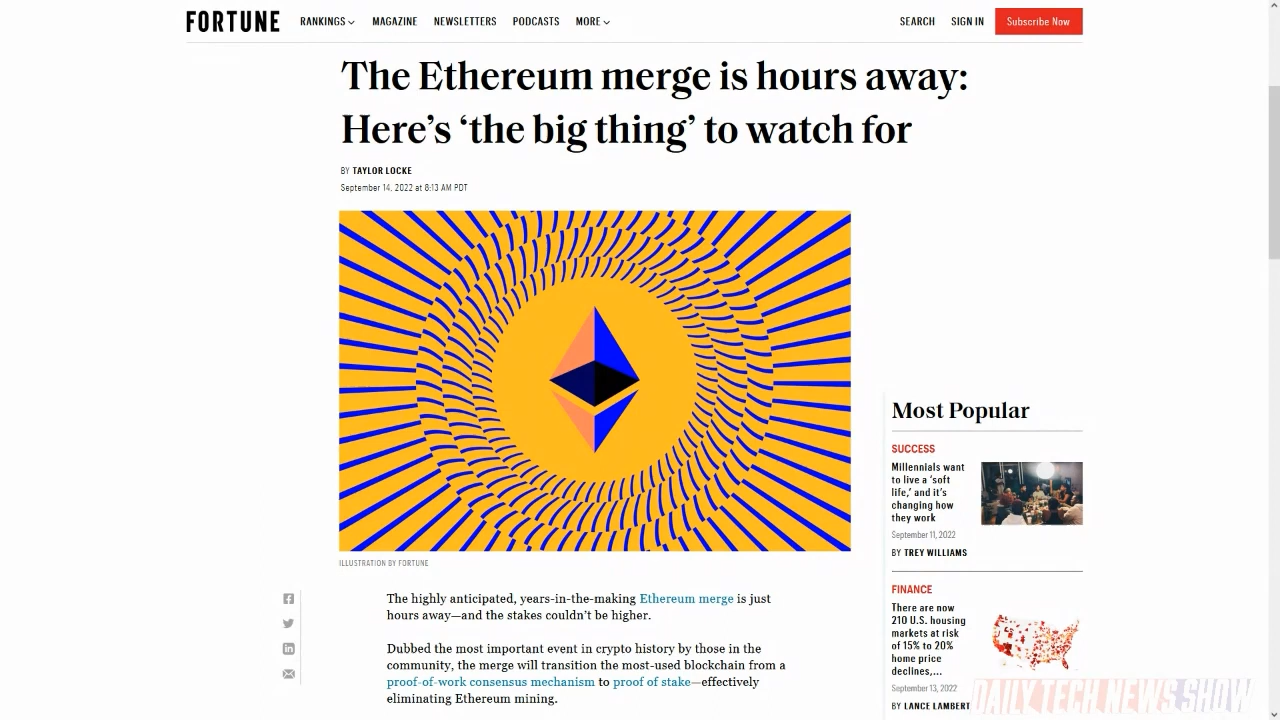 FORTUNE
RANKINGS
MAGAZINE
NEWSLETTERS
PODCASTS
MORE
SEARCH
SIGN IN
Subscribe Now
The Ethereum merge is hours away:
Here's ‘the big thing’ to watch for
BY TAYLOR LOCKE
September 14, 2022 at 8:13 AM PDT
ILLUSTRATION BY FORTUNE
The highly anticipated, years-in-the-making Ethereum merge is just
hours away—and the stakes couldn't be higher.
Dubbed the most important event in crypto history by those in the
community, the merge will transition the most-used blockchain from a
proof-of-work consensus mechanism to proof of stake—effectively
eliminating Ethereum mining.
Most Popular
SUCCESS
Millennials want
to live a ‘soft
life,’ and it's
changing how
they work
September 11, 2022
BY TREY WILLIAMS
FINANCE
There are now
210 U.S. housing
markets at risk
of 15% to 20%
home price
declines,...
September 13, 2022
BY LANCE LAMBERT
DAILY TECH NEWS SHOW